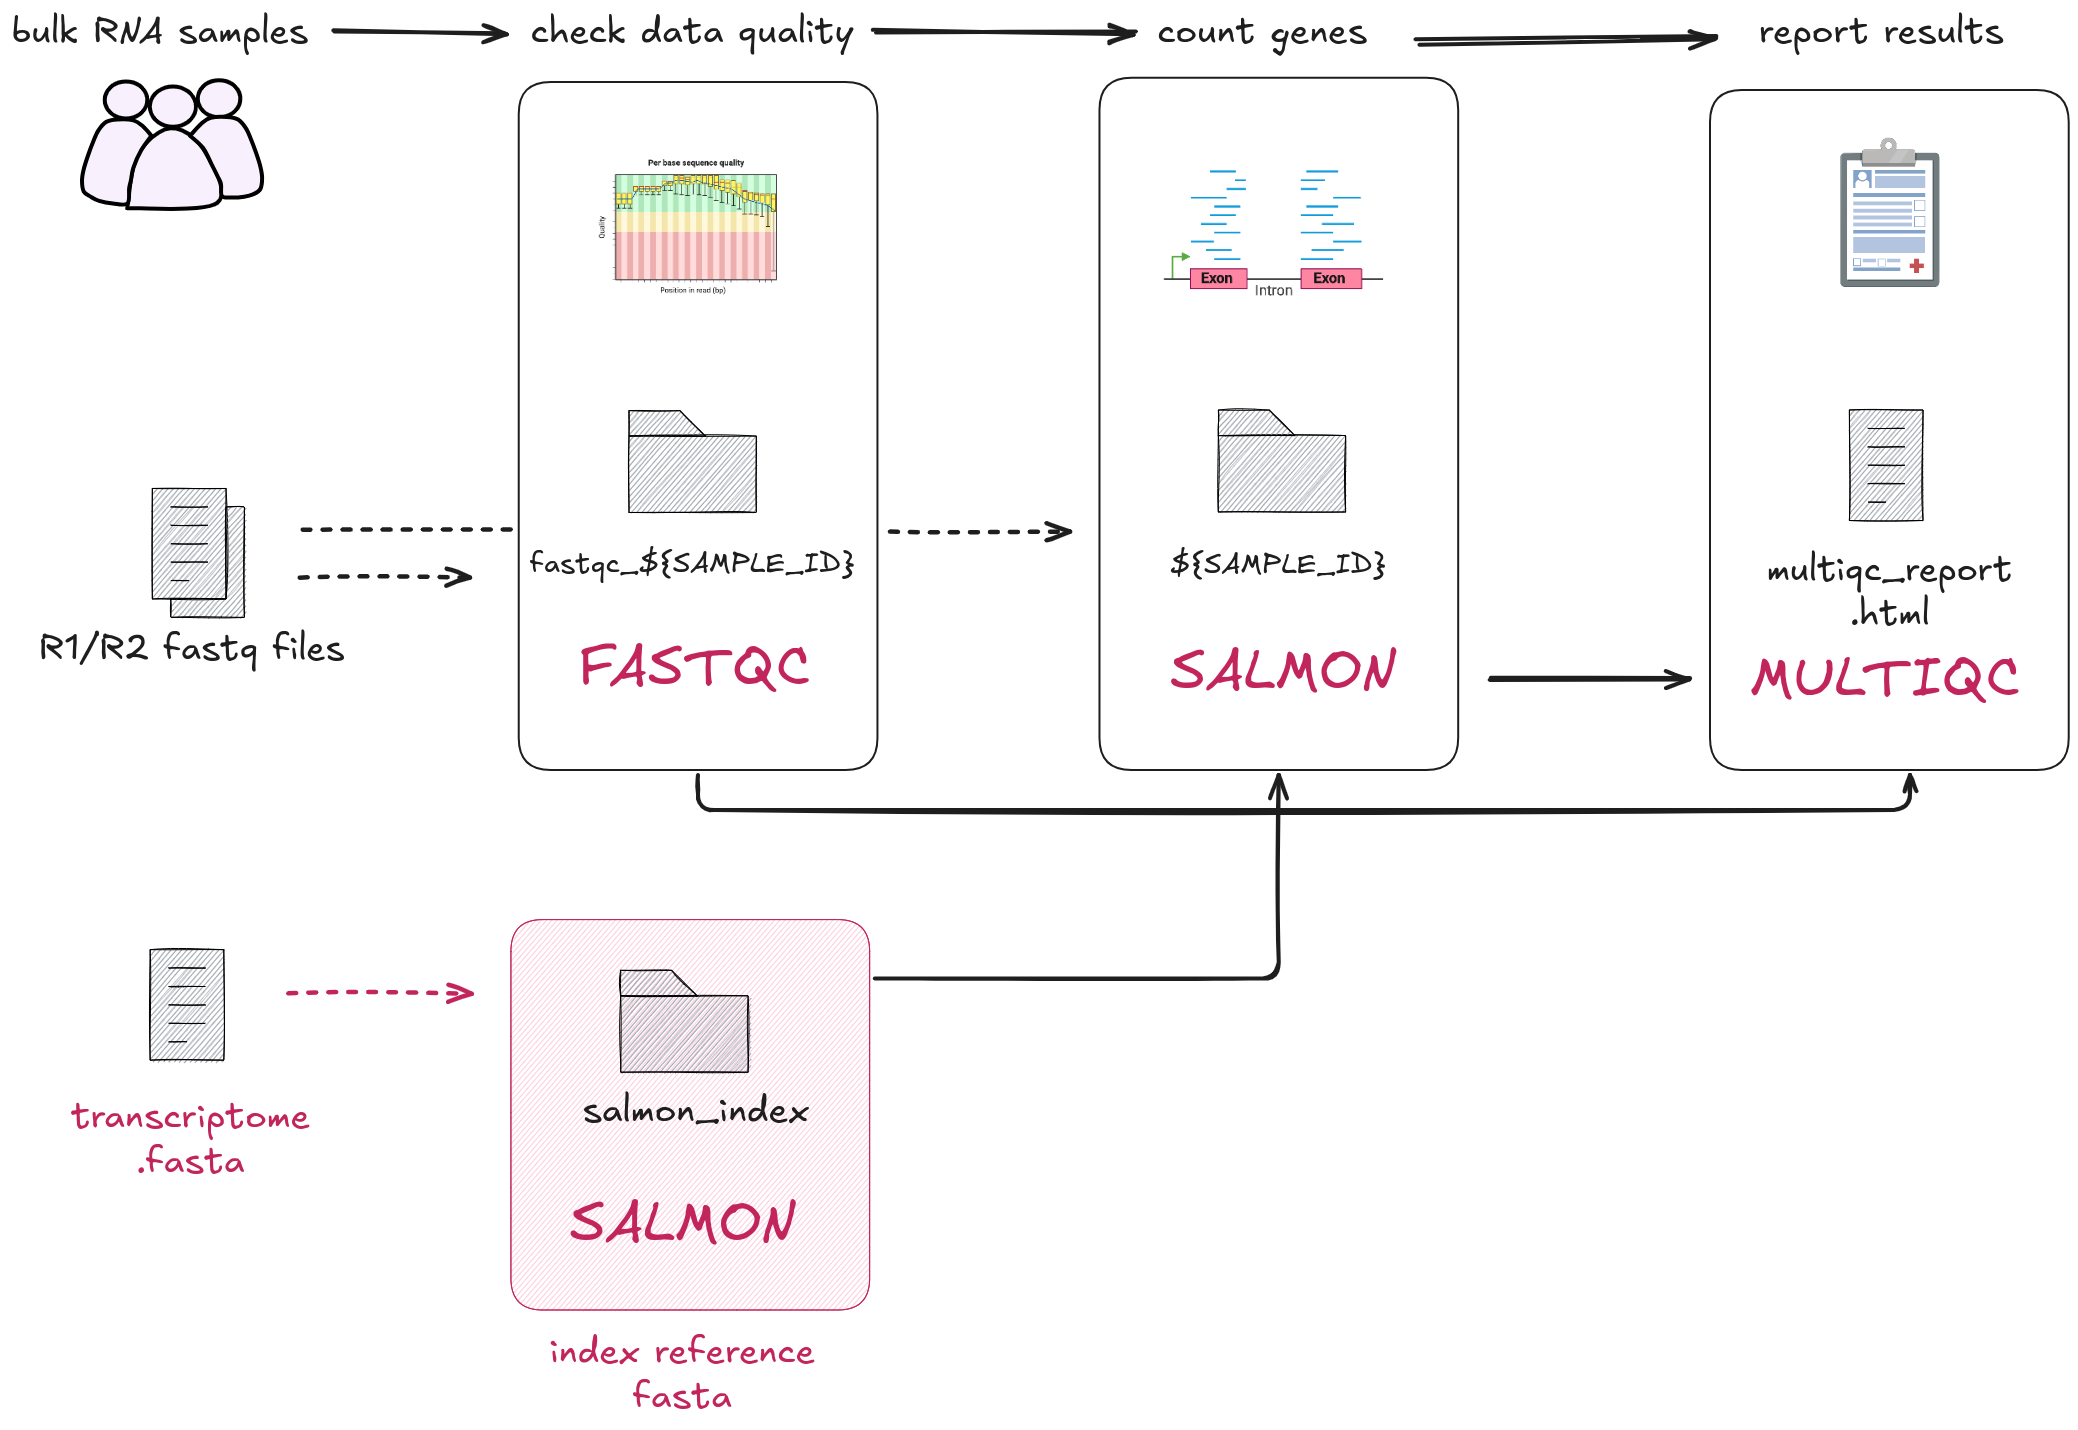 bulk RNA samples
check data quality
count genes
report results
Per base sequence quality
Quality
Position in read (bp)
Exon
Intron
Exon
fastqc_${SAMPLE_ID}
${SAMPLE_ID}
multiqc_report
.html
R1/R2 fastq files
FASTQC
SALMON
MULTIQC
transcriptome
.fasta
salmon_index
SALMON
index reference
fasta